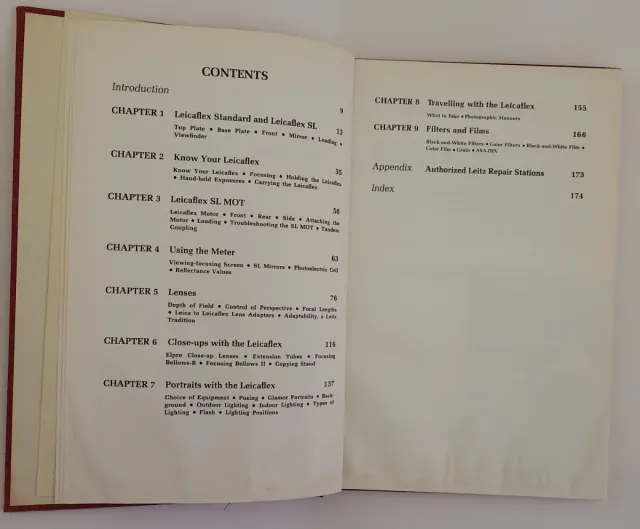 CONTENTS
Introduction 9
CHAPTER 1 Leicaflex Standard and Leicaflex SL 12
Top Plate • Base Plate • Front • Mirror • Loading •
Viewfinder
CHAPTER 2 Know Your Leicaflex 35
Know Your Leicaflex • Focusing • Holding the Leicaflex
• Hand-held Exposures • Carrying the Leicaflex
CHAPTER 3 Leicaflex SL MOT 50
Leicaflex Motor • Front • Rear • Side • Attaching the
Motor • Loading • Troubleshooting the SL MOT • Tandem
Coupling
CHAPTER 4 Using the Meter 63
Viewing-focusing Screen • SL Mirrors • Photoelectric Cell
• Reflectance Values
CHAPTER 5 Lenses 76
Depth of Field • Control of Perspective • Focal Lengths
• Leica to Leicaflex Lens Adapters • Adaptability, a Leitz
Tradition
CHAPTER 6 Close-ups with the Leicaflex 116
Elpro Close-up Lenses • Extension Tubes • Focusing
Bellows-R • Focusing Bellows II • Copying Stand
CHAPTER 7 Portraits with the Leicaflex 137
Choice of Equipment • Posing • Glamor Portraits • Back-
ground • Outdoor Lighting • Indoor Lighting • Types of
Lighting • Flash • Lighting Positions
CHAPTER 8 Travelling with the Leicaflex 155
What to Take • Photographic Manners
CHAPTER 9 Filters and Films 166
Black-and-White Filters • Color Filters • Black-and-White Film •
Color Film • Grain • ASA-DIN
Appendix Authorized Leitz Repair Stations 173
Index 174